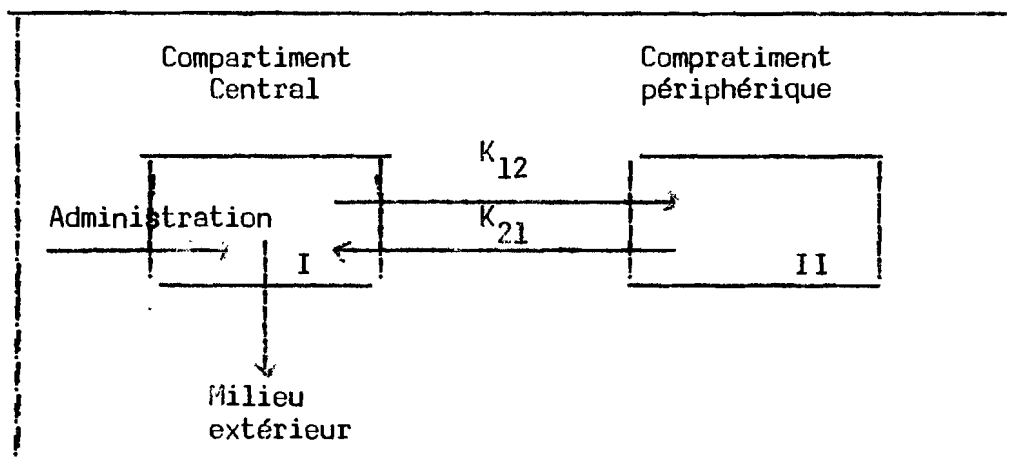 Compartiment
Central
Compratiment
périphérique
K12
Administration
K21
I
II
Milieu
extérieur